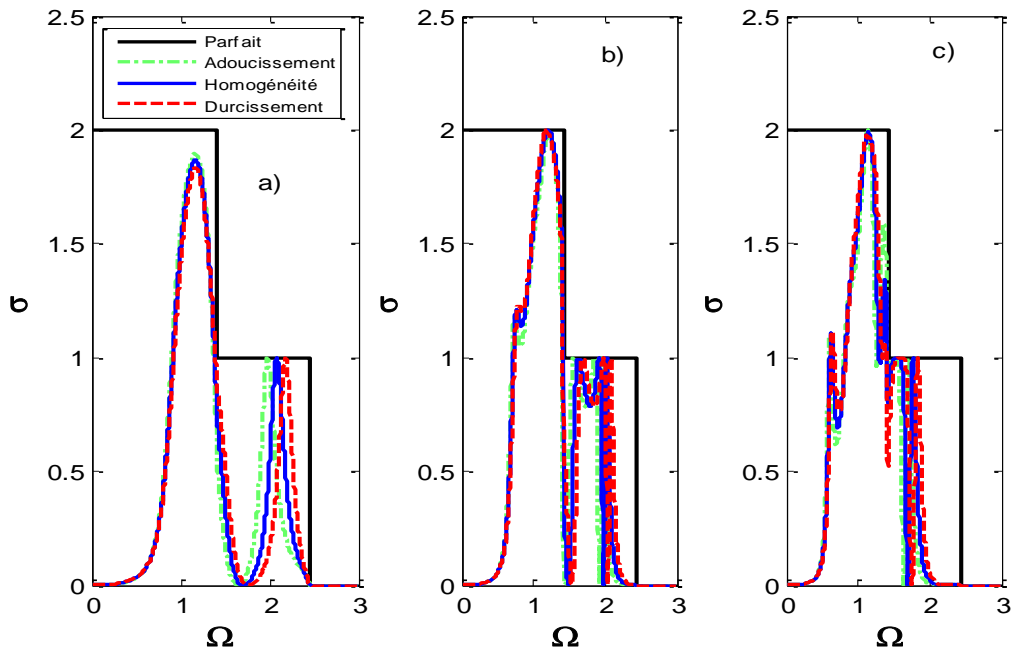 Parfait
Adoucissement
Homogénéité
Durcissement
a)
b)
c)
2.5
2
1.5
1
0.5
0
0 1 2 3
σ
Ω
2.5
2
1.5
1
0.5
0
0 1 2 3
σ
Ω
2.5
2
1.5
1
0.5
0
0 1 2 3
σ
Ω